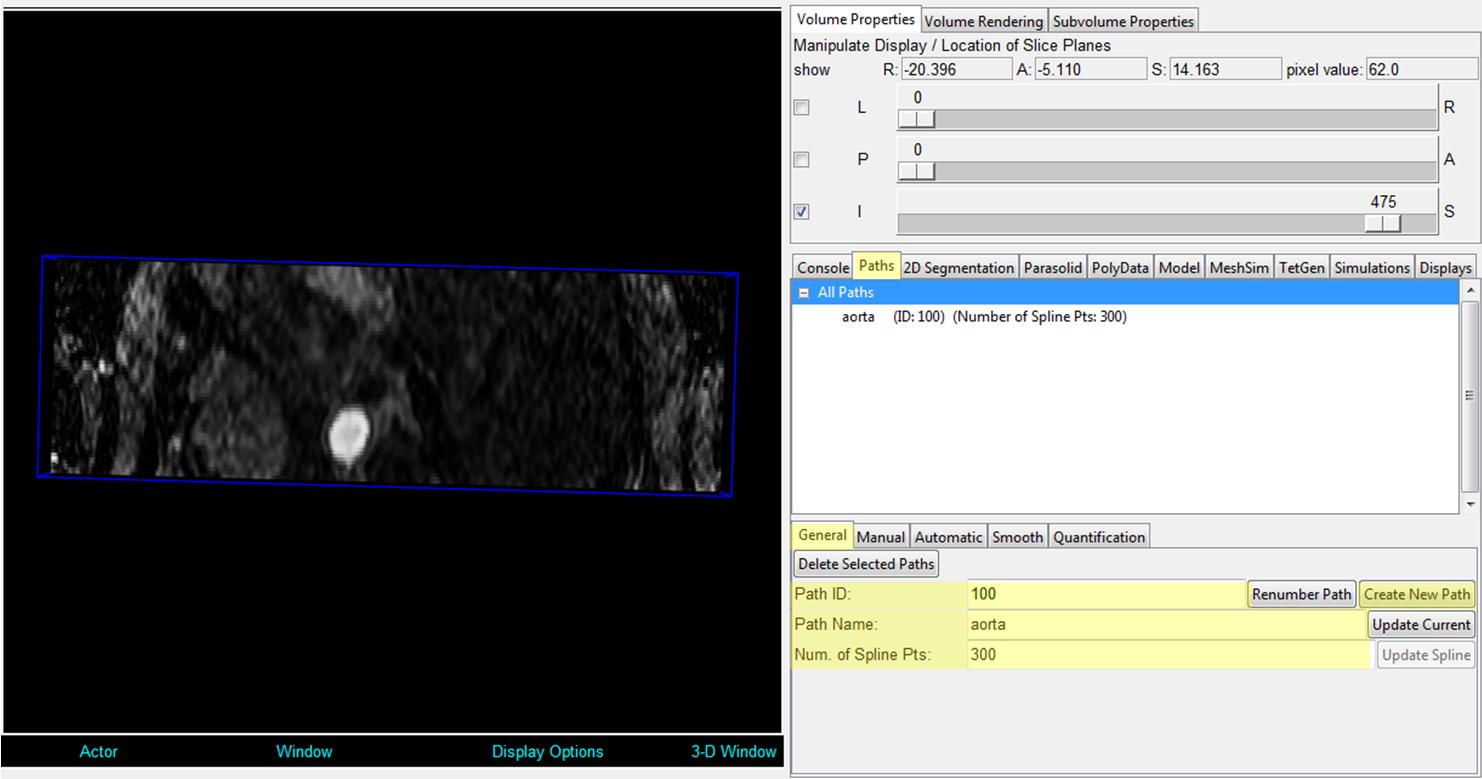 Volume Properties Volume Rendering Subvolume Properties
Manipulate Display / Location of Slice Planes
show R: -20.396 A: -5.110 S: 14.163 pixel value: 62.0
0
L R
0
P A
475
I S
Console Paths 2D Segmentation Parasolid PolyData Model MeshSim TetGen Simulations Displays
All Paths
aorta (ID: 100) (Number of Spline Pts: 300)
General Manual Automatic Smooth Quantification
Delete Selected Paths
Path ID: 100 Renumber Path Create New Path
Path Name: aorta Update Current
Num. of Spline Pts: 300 Update Spline
Actor Window Display Options 3-D Window